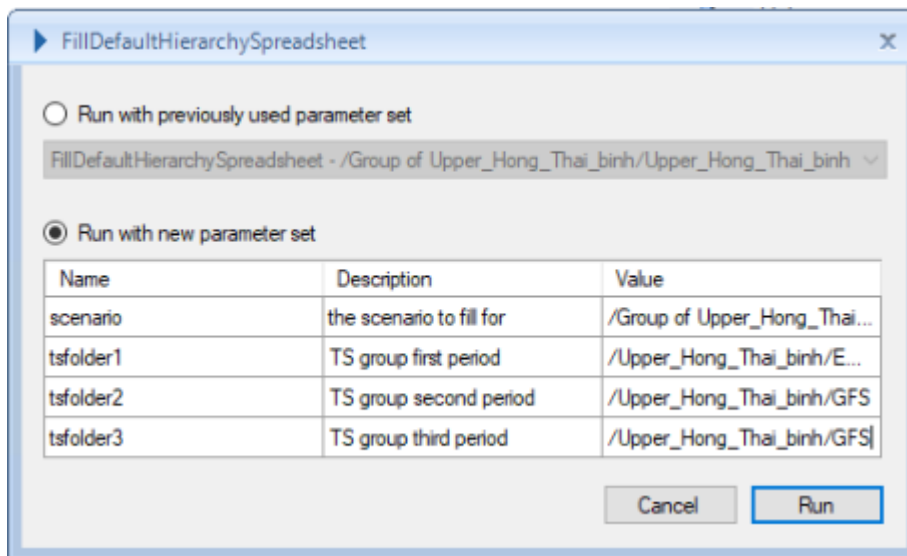 FillDefaultHierarchySpreadsheet
Run with previously used parameter set
FillDefaultHierarchySpreadsheet - /Group of Upper_Hong_Thai_binh/Upper_Hong_Thai_binh
Run with new parameter set
Name Description Value
scenario the scenario to fill for /Group of Upper_Hong_Thai...
tsfolder1 TS group first period /Upper_Hong_Thai_binh/E...
tsfolder2 TS group second period /Upper_Hong_Thai_binh/GFS
tsfolder3 TS group third period /Upper_Hong_Thai_binh/GFS
Cancel Run